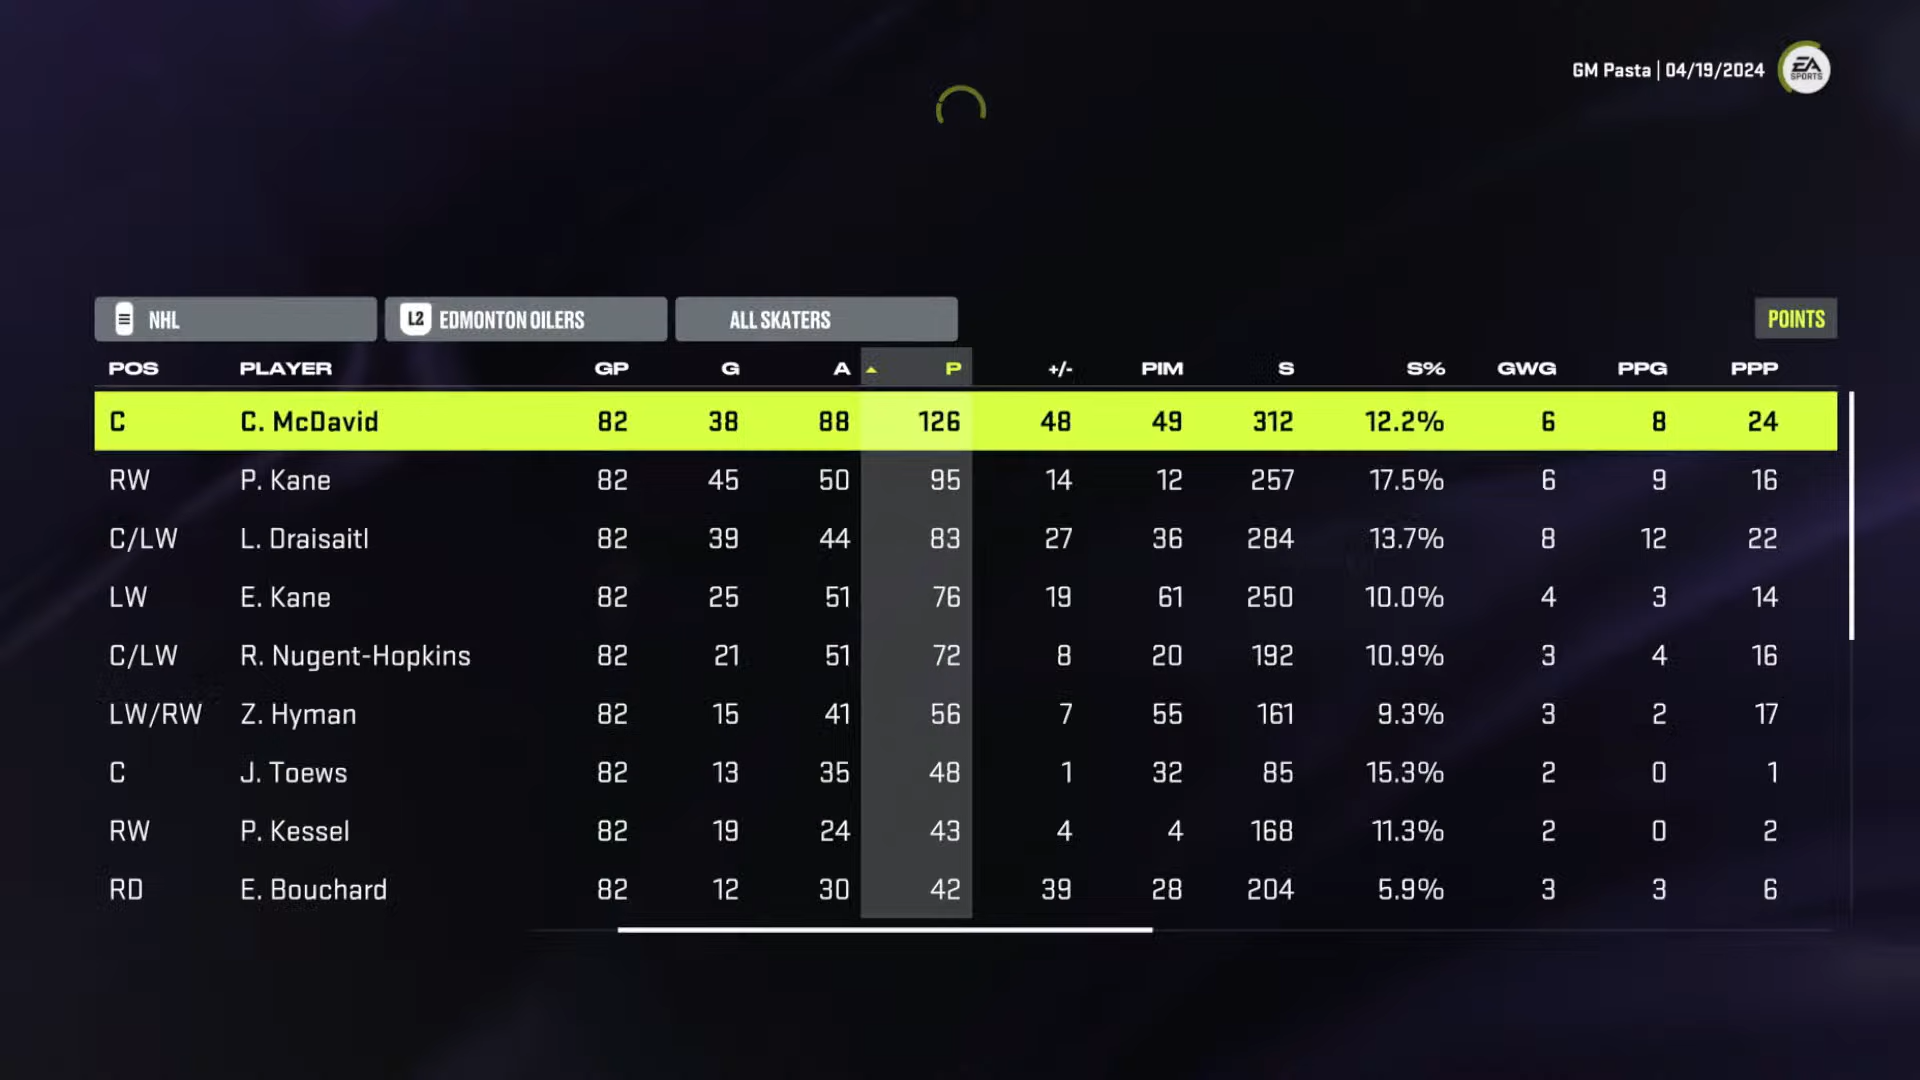 GM Pasta | 04/19/2024 EA SPORTS
NHL L2 EDMONTON OILERS ALL SKATERS POINTS
POS PLAYER GP G A P +/- PIM S S% GWG PPG PPP
C C. McDavid 82 38 88 126 48 49 312 12.2% 6 8 24
RW P. Kane 82 45 50 95 14 12 257 17.5% 6 9 16
C/LW L. Draisaitl 82 39 44 83 27 36 284 13.7% 8 12 22
LW E. Kane 82 25 51 76 19 61 250 10.0% 4 3 14
C/LW R. Nugent-Hopkins 82 21 51 72 8 20 192 10.9% 3 4 16
LW/RW Z. Hyman 82 15 41 56 7 55 161 9.3% 3 2 17
C J. Toews 82 13 35 48 1 32 85 15.3% 2 0 1
RW P. Kessel 82 19 24 43 4 4 168 11.3% 2 0 2
RD E. Bouchard 82 12 30 42 39 28 204 5.9% 3 3 6